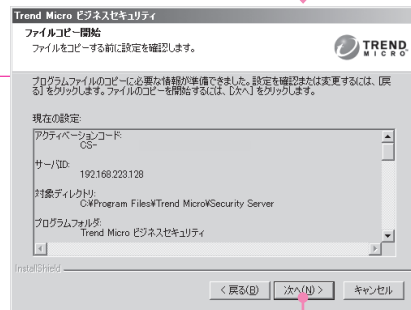 Trend Micro ビジネスセキュリティ
ファイルコピー開始
ファイルをコピーする前に設定を確認します。
TREND
MICRO
プログラムファイルのコピーに必要な情報が準備できました。設定を確認または変更するには、[戻
る]をクリックします。ファイルのコピーを開始するには、[次へ]をクリックします。
現在の設定:
アクティベーションコード:
CS-
サーバID:
192.168.223.128
対象ディレクトリ:
C:¥Program Files¥Trend Micro¥Security Server
プログラムフォルダ:
Trend Micro ビジネスセキュリティ
InstallShield
< 戻る(B)
次へ(N) >
キャンセル